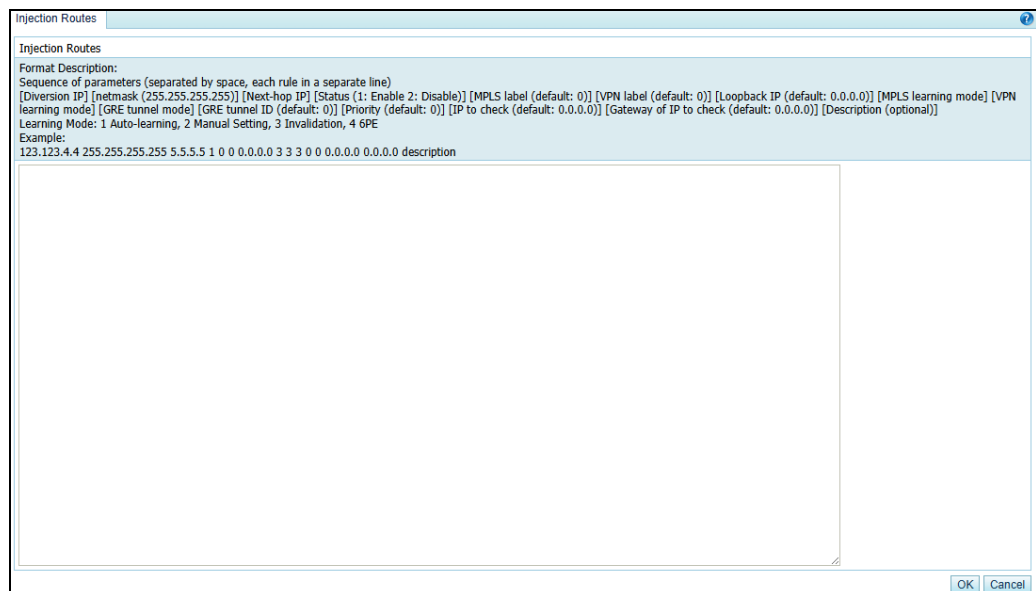 Injection Routes
Injection Routes
Format Description:
Sequence of parameters (separated by space, each rule in a separate line)
[Diversion IP] [netmask (255.255.255.255)] [Next-hop IP] [Status (1: Enable 2: Disable)] [MPLS label (default: 0)] [VPN label (default: 0)] [Loopback IP (default: 0.0.0.0)] [MPLS learning mode] [VPN
learning mode] [GRE tunnel mode] [GRE tunnel ID (default: 0)] [Priority (default: 0)] [IP to check (default: 0.0.0.0)] [Gateway of IP to check (default: 0.0.0.0)] [Description (optional)]
Learning Mode: 1 Auto-learning, 2 Manual Setting, 3 Invalidation, 4 6PE
Example:
123.123.4.4 255.255.255.255 5.5.5.5 1 0 0 0.0.0.0 3 3 3 0 0 0.0.0.0 0.0.0.0 description
OK Cancel